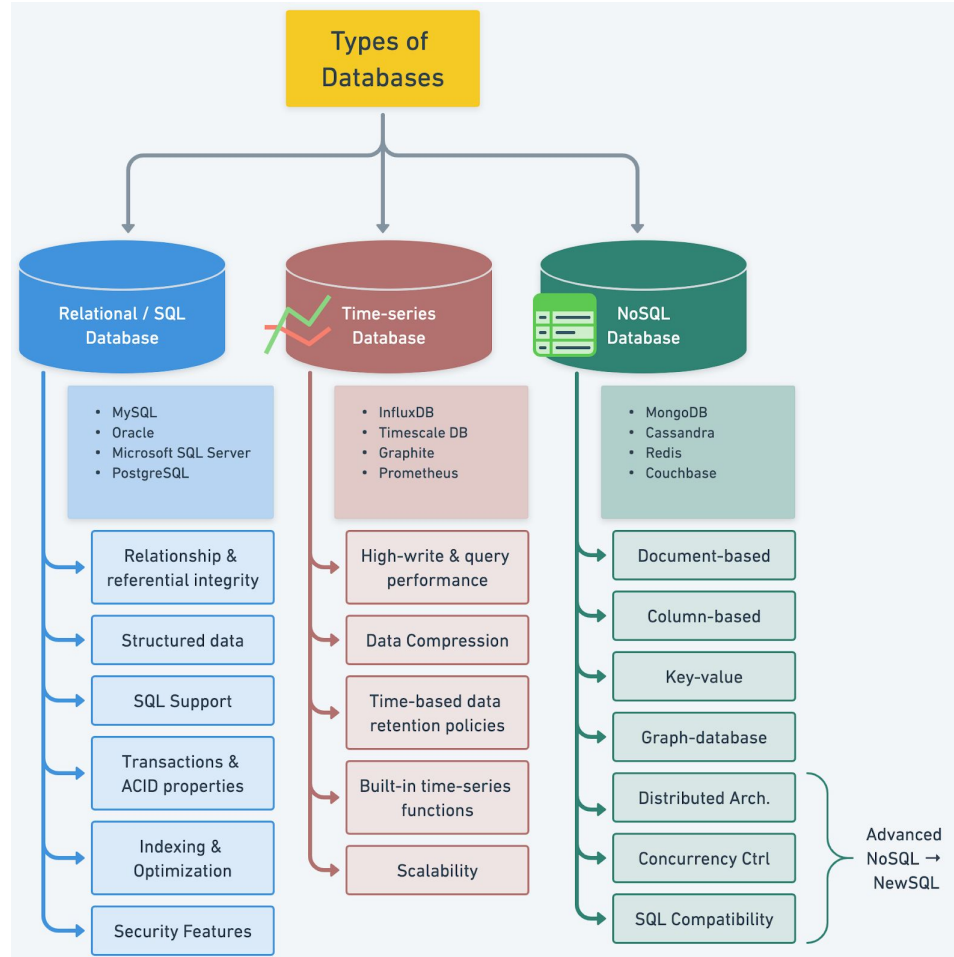 Types of
Databases
Relational / SQL
Database
• MySQL
• Oracle
• Microsoft SQL Server
• PostgreSQL
Relationship &
referential integrity
Structured data
SQL Support
Transactions &
ACID properties
Indexing &
Optimization
Security Features
Time-series
Database
• InfluxDB
• Timescale DB
• Graphite
• Prometheus
High-write & query
performance
Data Compression
Time-based data
retention policies
Built-in time-series
functions
Scalability
NoSQL
Database
• MongoDB
• Cassandra
• Redis
• Couchbase
Document-based
Column-based
Key-value
Graph-database
Distributed Arch.
Concurrency Ctrl
SQL Compatibility
Advanced
NoSQL →
NewSQL